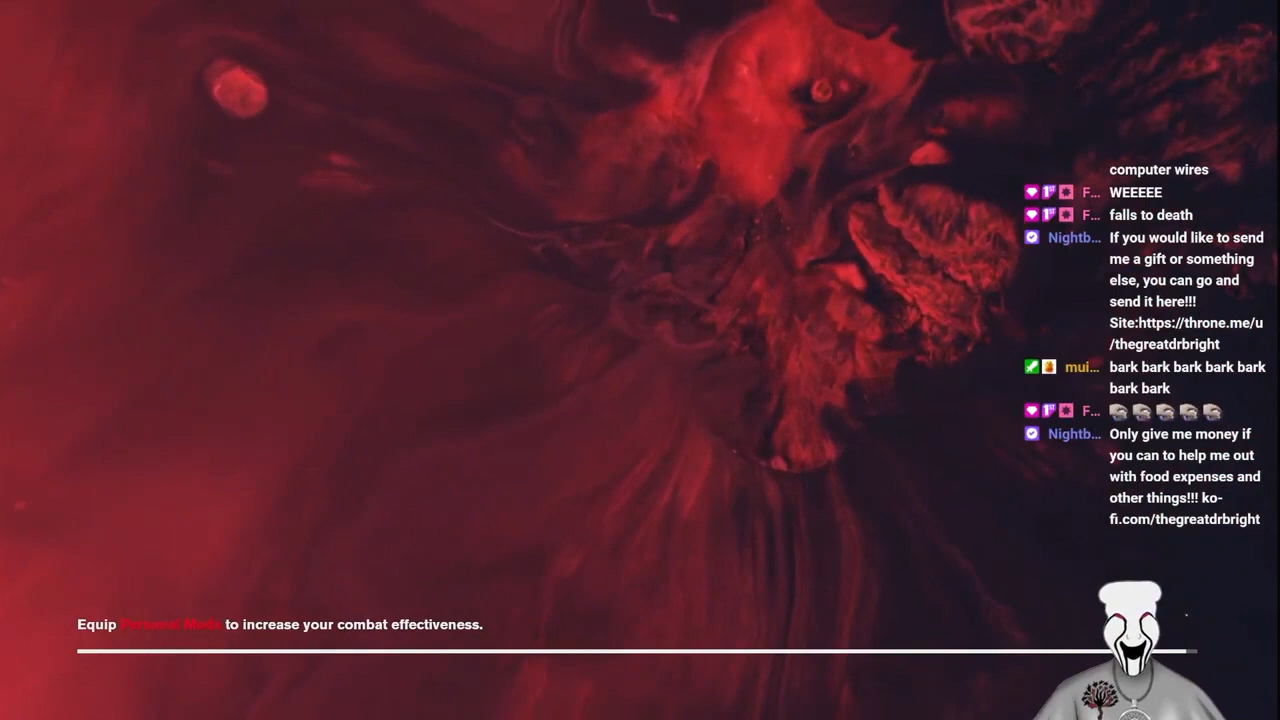 computer wires
F... WEEEEE
F... falls to death
Nightb... If you would like to send
me a gift or something
else, you can go and
send it here!!!
Site:https://throne.me/u
/thegreatdrbright
mui... bark bark bark bark bark
bark bark
F...
Nightb... Only give me money if
you can to help me out
with food expenses and
other things!!! ko-
fi.com/thegreatdrbright
Equip Personal Mods to increase your combat effectiveness.